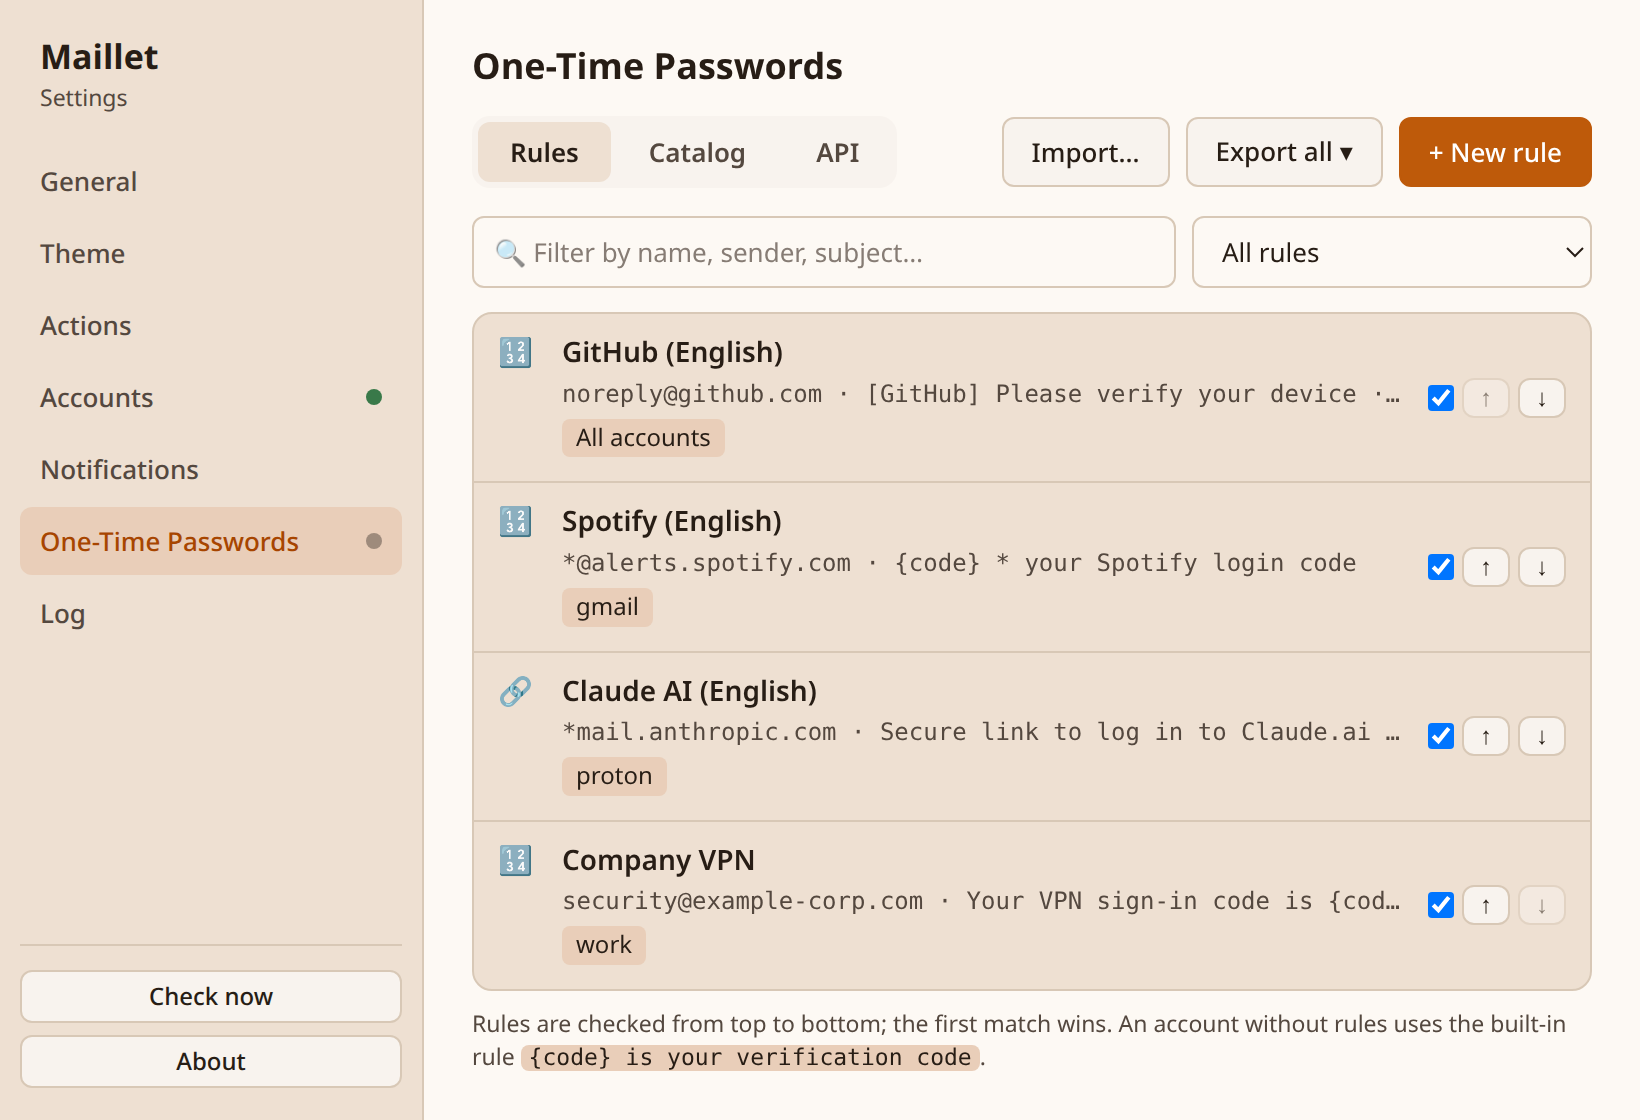 Maillet
Settings
General
Theme
Actions
Accounts
Notifications
One-Time Passwords
Log
Check now
About
One-Time Passwords
Rules
Catalog
API
Import...
Export all ▾
+ New rule
🔍 Filter by name, sender, subject...
All rules
GitHub (English)
noreply@github.com · [GitHub] Please verify your device ·…
All accounts
↑
↓
Spotify (English)
*@alerts.spotify.com · {code} * your Spotify login code
gmail
↑
↓
Claude AI (English)
*mail.anthropic.com · Secure link to log in to Claude.ai …
proton
↑
↓
Company VPN
security@example-corp.com · Your VPN sign-in code is {cod…
work
↑
↓
Rules are checked from top to bottom; the first match wins. An account without rules uses the built-in
rule {code} is your verification code.